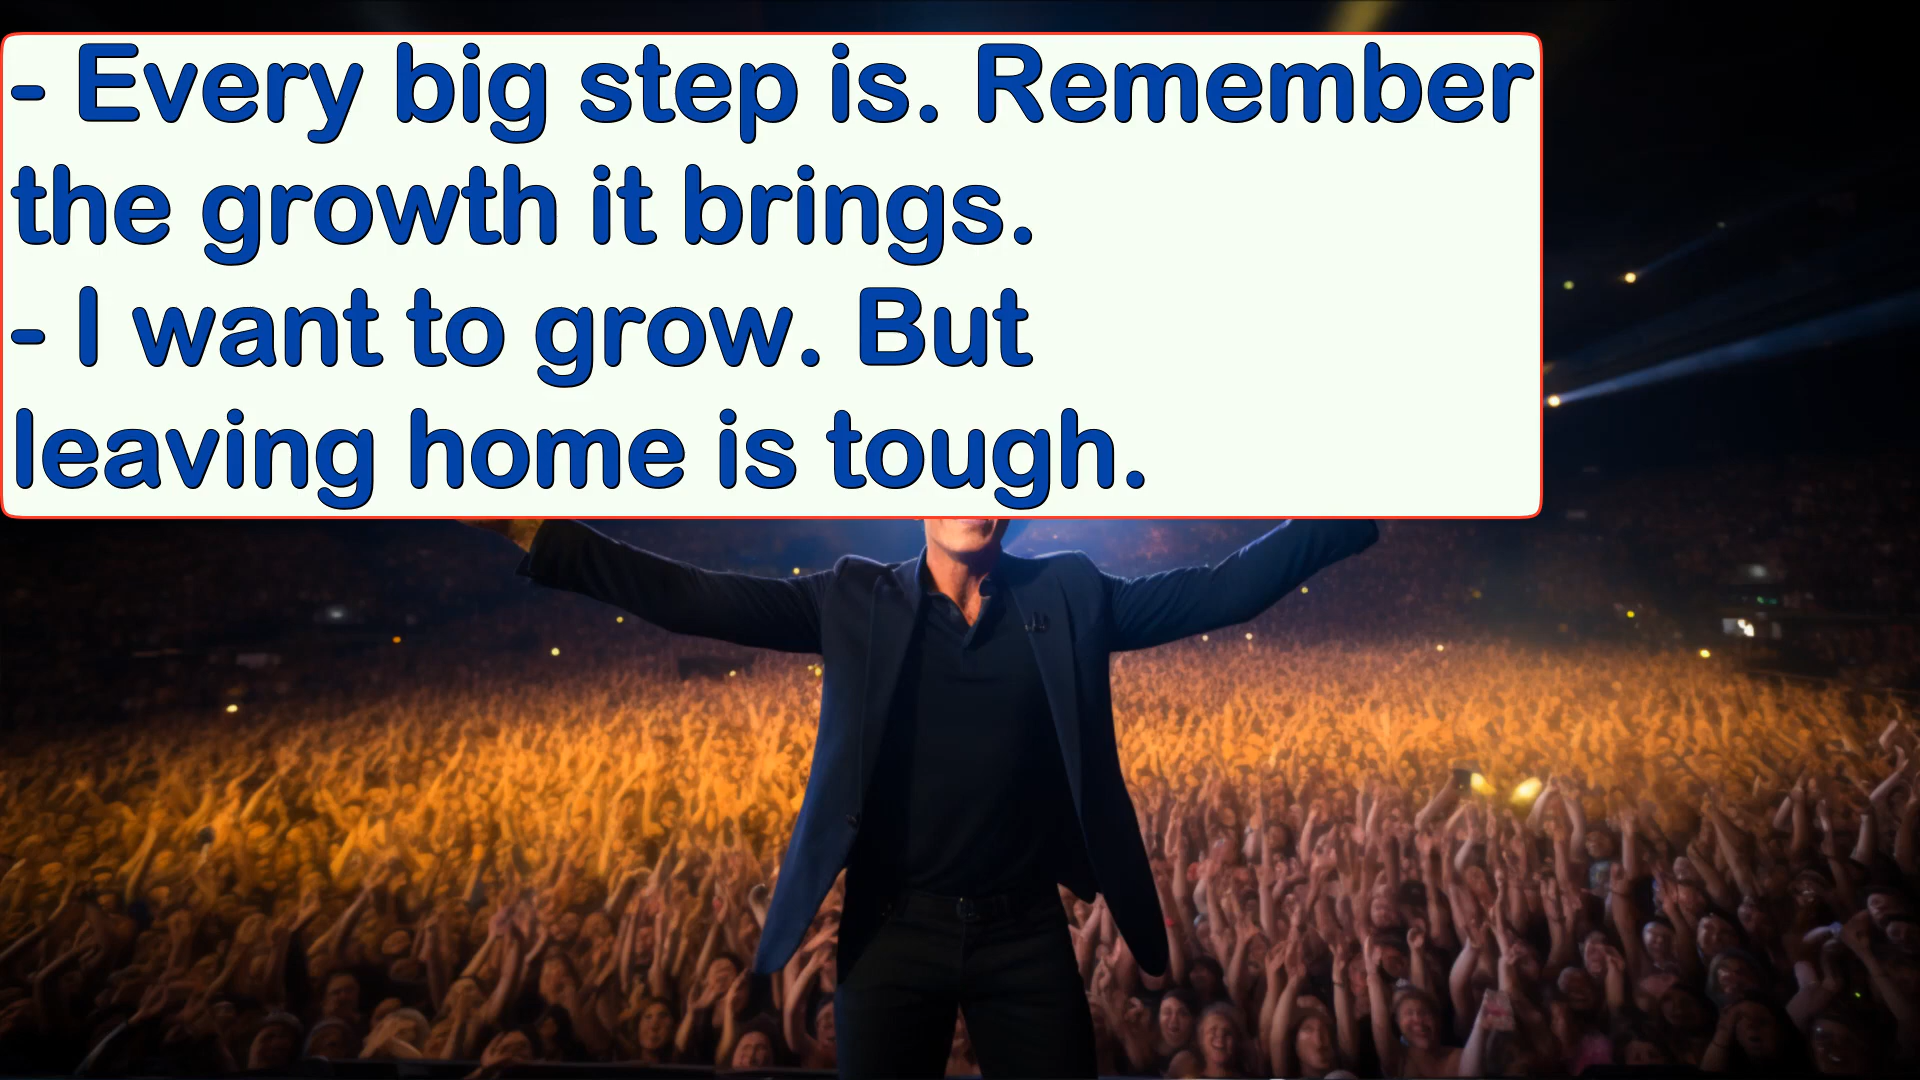 - Every big step is. Remember
the growth it brings.
- I want to grow. But
leaving home is tough.